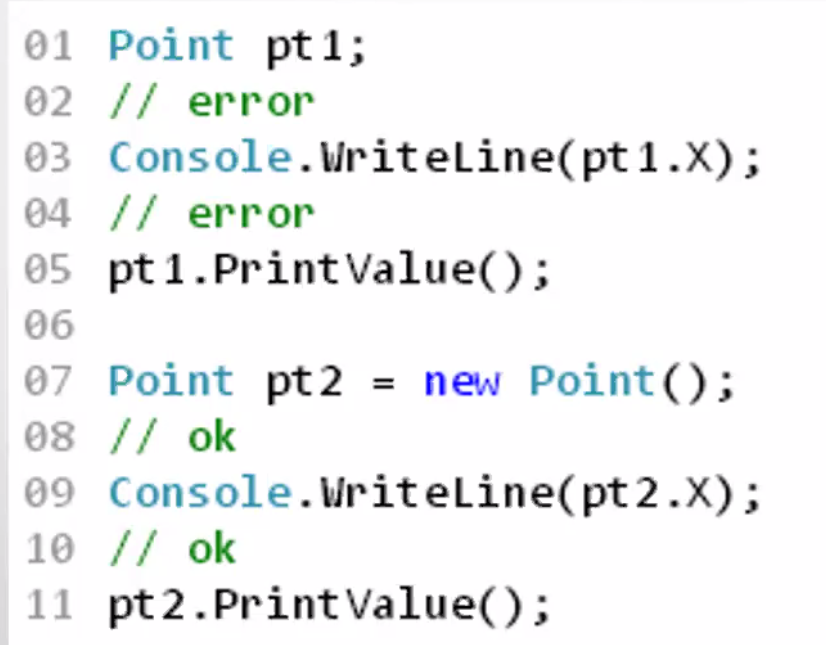 01 Point pt1;
02 // error
03 Console.WriteLine(pt1.X);
04 // error
05 pt1.PrintValue();
06
07 Point pt2 = new Point();
08 // ok
09 Console.WriteLine(pt2.X);
10 // ok
11 pt2.PrintValue();